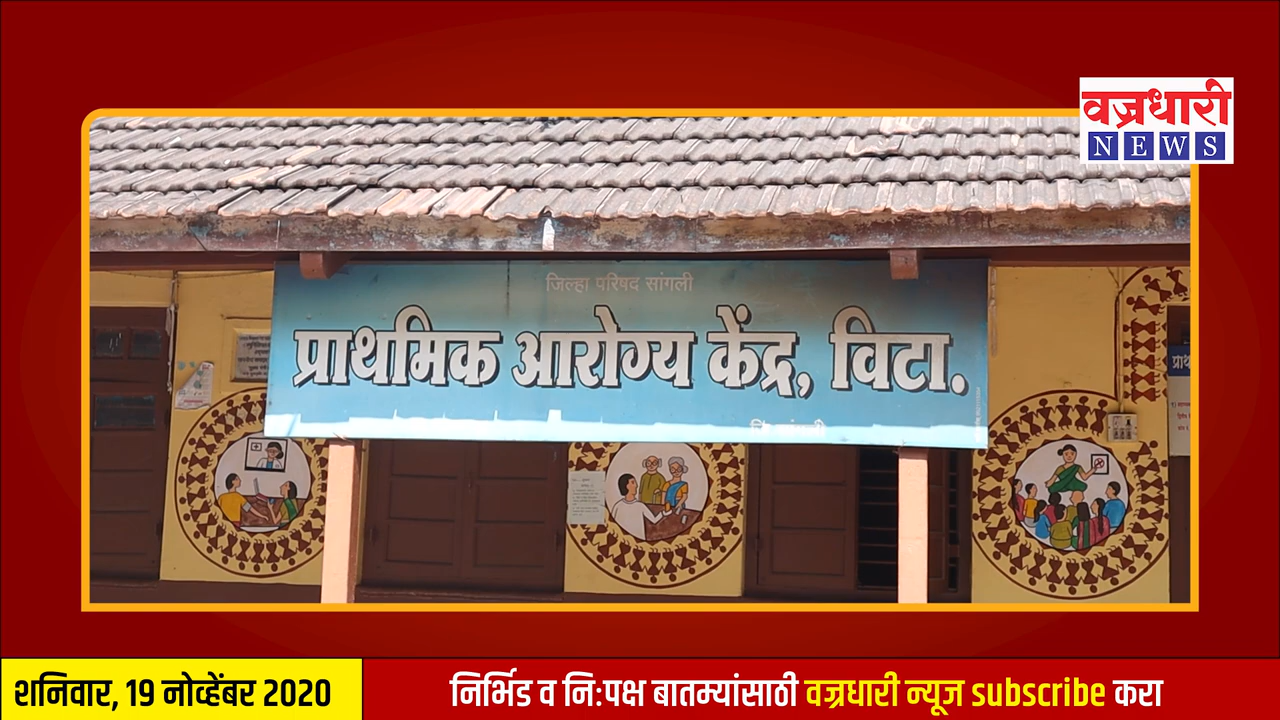 वज्रधारी
NEWS
जिल्हा परिषद सांगली
प्राथमिक आरोग्य केंद्र, विटा.
शनिवार, 19 नोव्हेंबर 2020
निर्भिड व नि:पक्ष बातम्यांसाठी वज्रधारी न्यूज subscribe करा